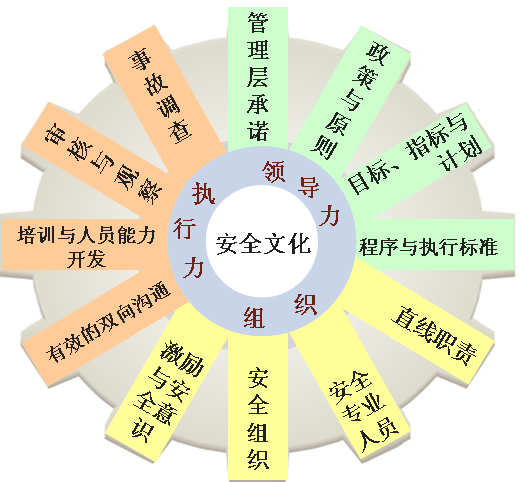 安全文化
领导力
组织
执行力
管理层承诺
政策与原则
目标、指标与
计划
程序与执行标准
直线职责
安全
专业
人员
安全组织
激励
与安
全意
识
有效的双向沟通
培训与人员能力
开发
审核与观察
事故调查